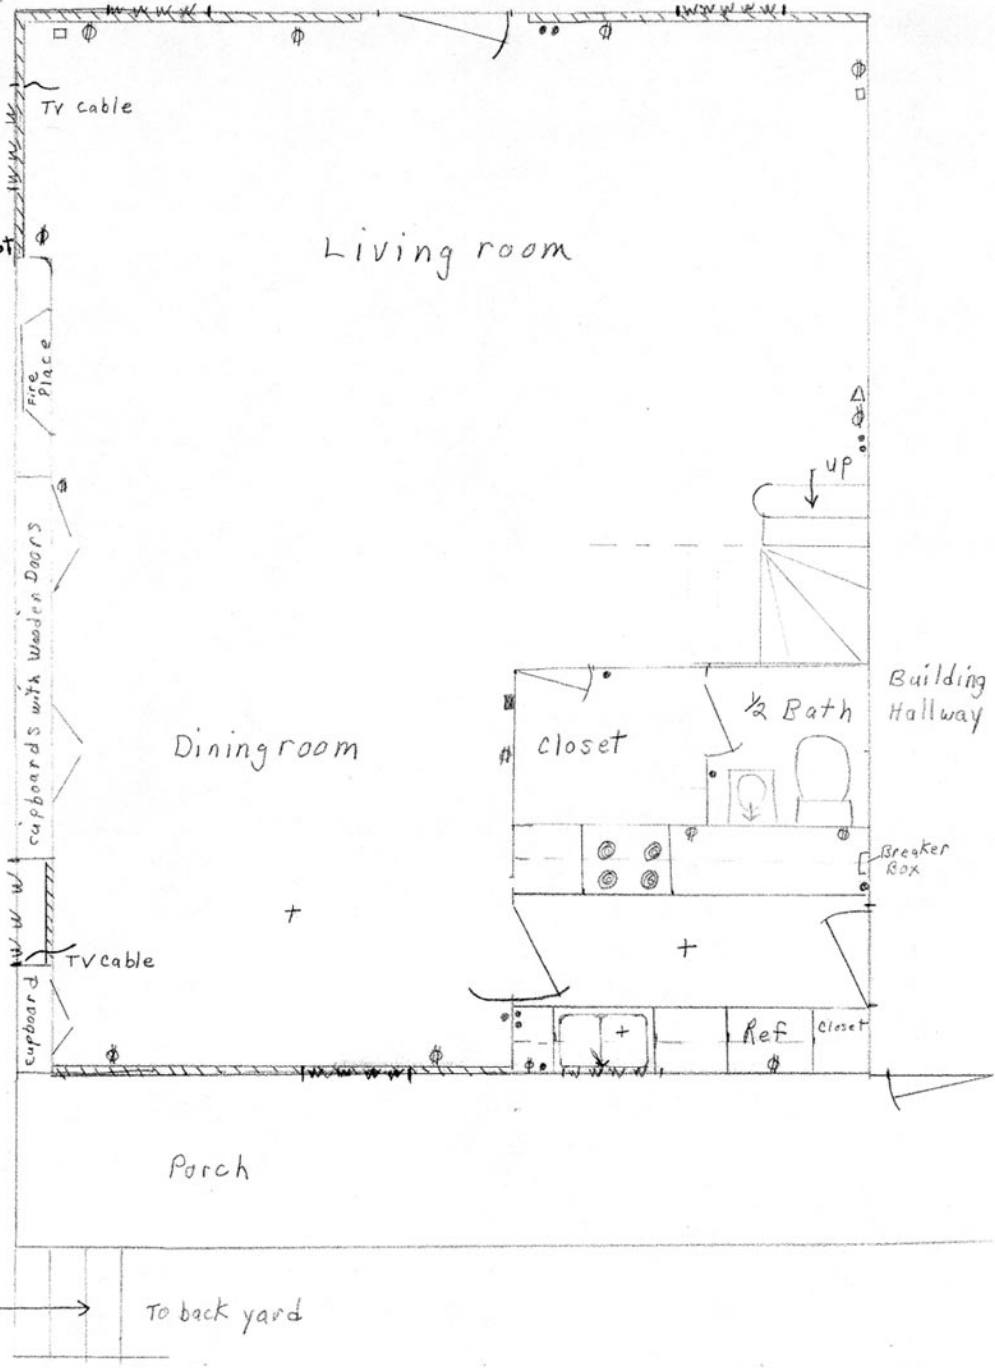 W W W W
W W W W
W W W
TV Cable
Living room
Fire
Place
UP
cupboards with Wooden Doors
Building
Hallway
1/2 Bath
Diningroom
Closet
Breaker
Box
W W
TV Cable
cupboard
Ref
Closet
W W W W
W W W W
Porch
To back yard